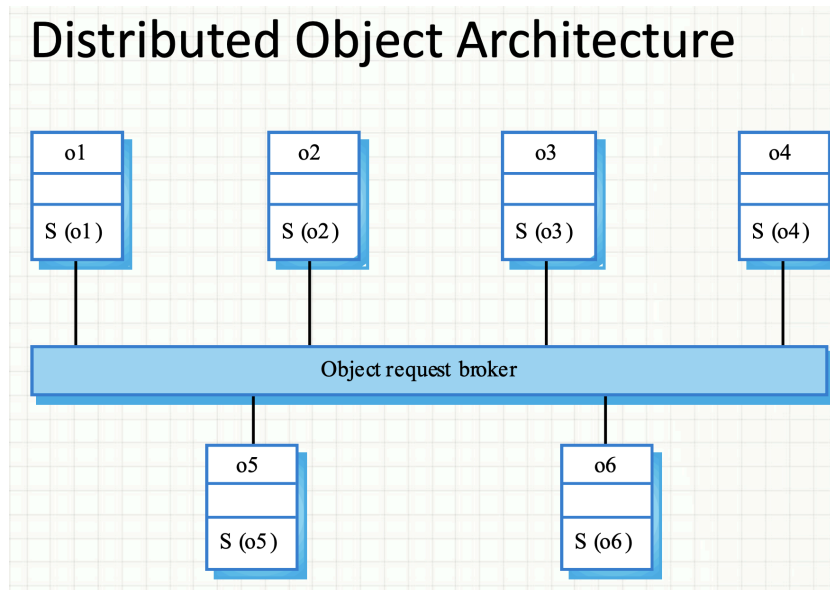 Distributed Object Architecture
o1
o2
o3
o4
S (o1)
S (o2)
S (o3)
S (o4)
Object request broker
o5
o6
S (o5)
S (o6)